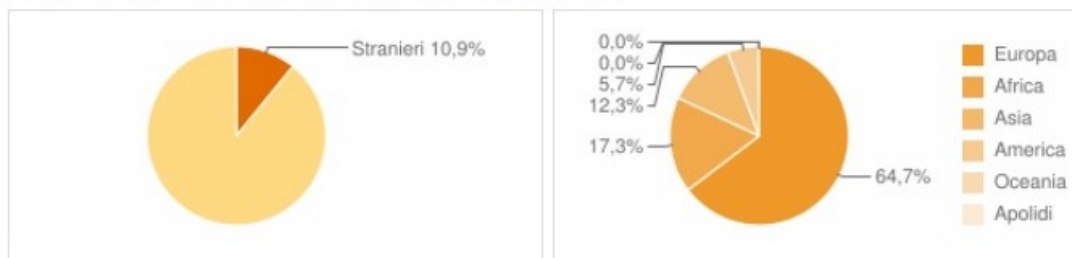 Stranieri 10,9%
0,0%
0,0%
5,7%
12,3%
17,3%
64,7%
Europa
Africa
Asia
America
Oceania
Apolidi